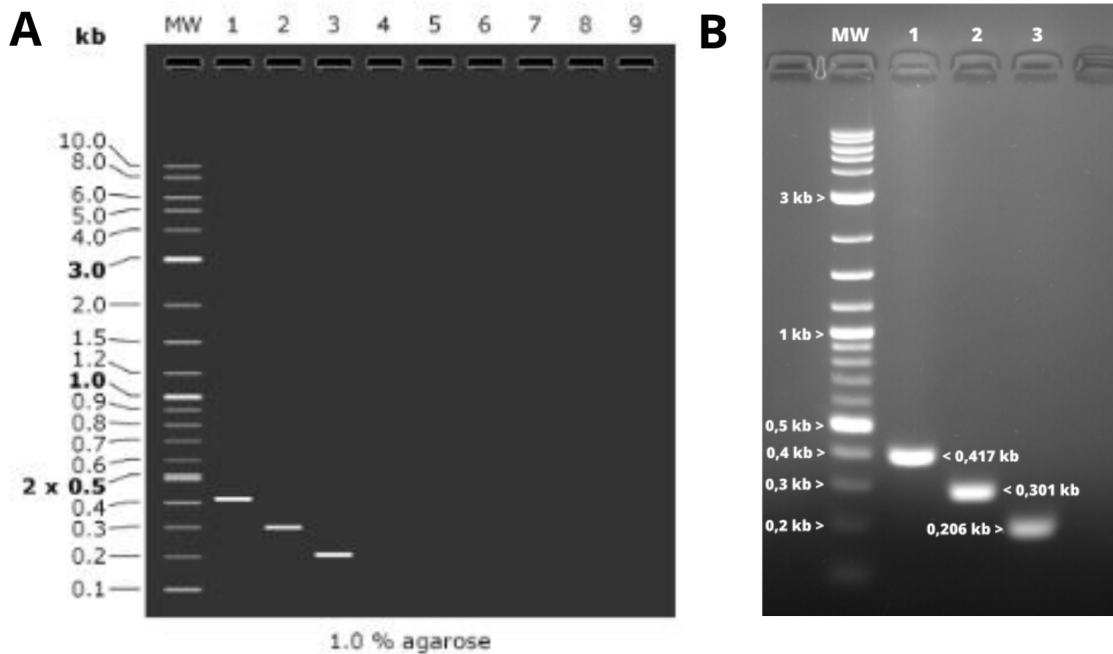 A
kb
MW 1 2 3 4 5 6 7 8 9
10.0
8.0
6.0
5.0
4.0
3.0
2.0
1.5
1.2
1.0
0.9
0.8
0.7
0.6
2 x 0.5
0.4
0.3
0.2
0.1
1.0 % agarose
B
MW 1 2 3
3 kb >
1 kb >
0,5 kb >
0,4 kb >
< 0,417 kb
0,3 kb >
< 0,301 kb
0,2 kb >
0,206 kb >